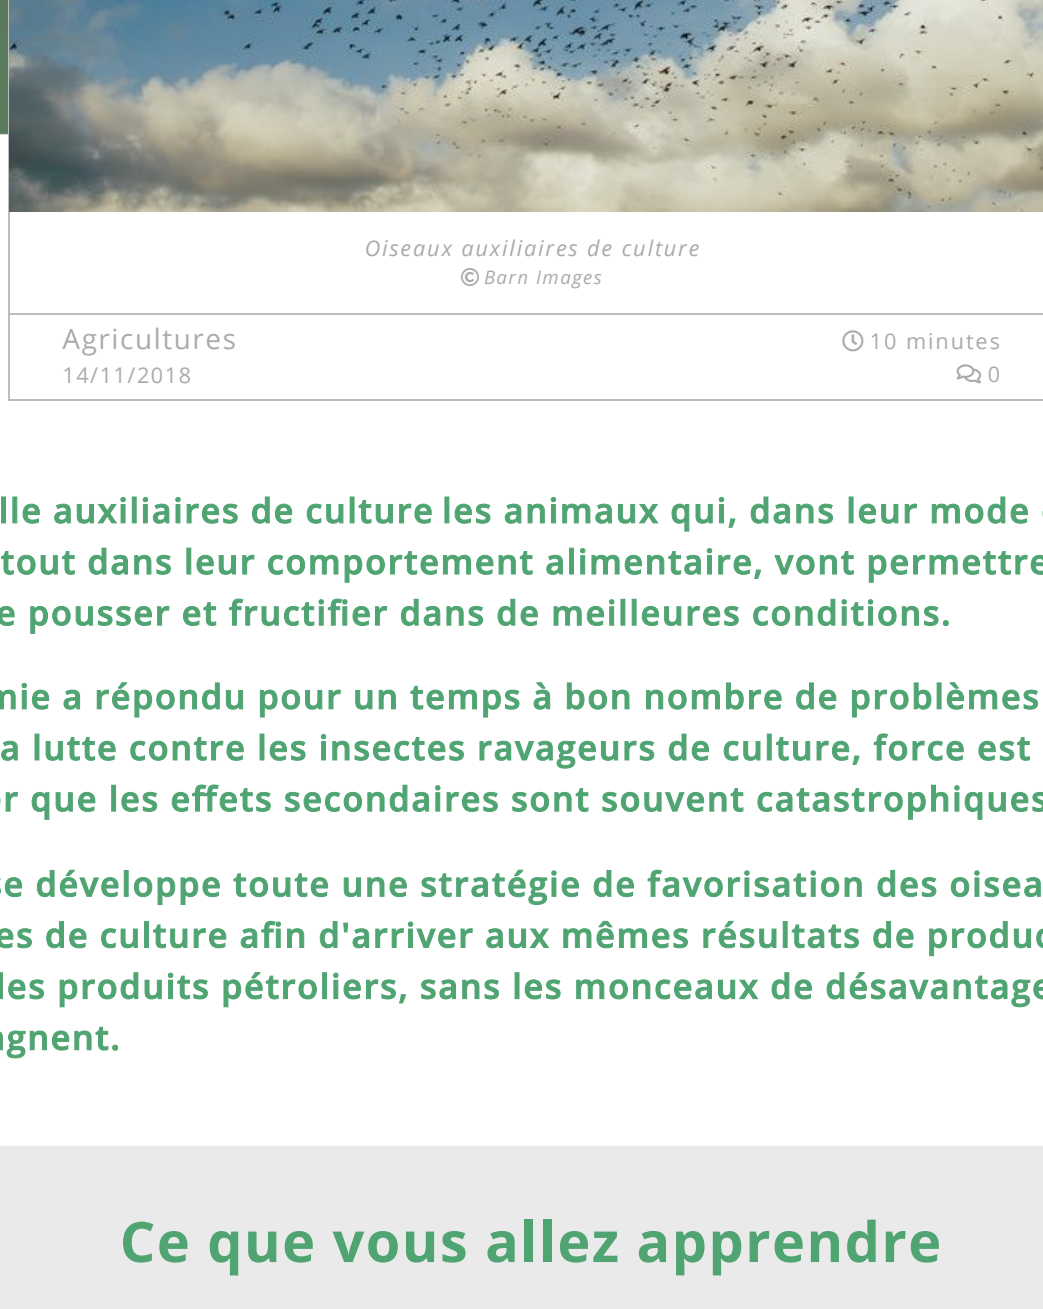 Oiseaux auxiliaires de culture
© Barn Images
Agricultures
10 minutes
14/11/2018
0
lle auxiliaires de culture les animaux qui, dans leur mode
tout dans leur comportement alimentaire, vont permettre
e pousser et fructifier dans de meilleures conditions.
mie a répondu pour un temps à bon nombre de problèmes
a lutte contre les insectes ravageurs de culture, force est
r que les effets secondaires sont souvent catastrophiques
se développe toute une stratégie de favorisation des oisea
es de culture afin d'arriver aux mêmes résultats de produc
les produits pétroliers, sans les monceaux de désavantage
agnent.
Ce que vous allez apprendre